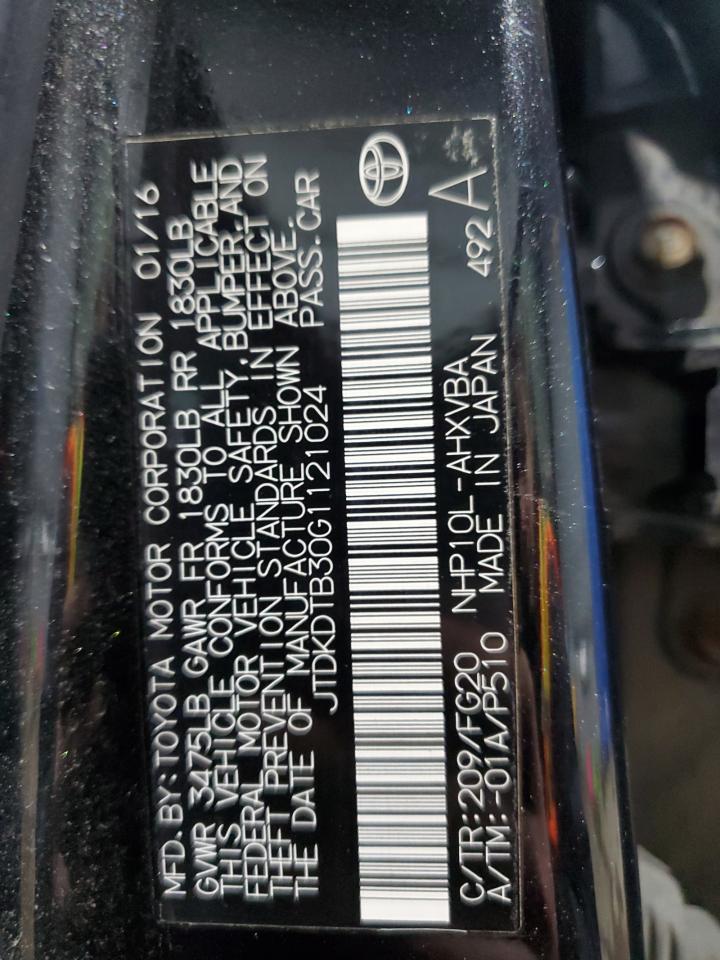 MFD.BY:TOYOTA MOTOR CORPORATION 01/16
GVWR 3475LB GAWR FR 1830LB RR 1830LB
THIS VEHICLE CONFORMS TO ALL APPLICABLE
FEDERAL MOTOR VEHICLE SAFETY,BUMPER,AND
THEFT PREVENTION STANDARDS IN EFFECT ON
THE DATE OF MANUFACTURE SHOWN ABOVE.
JTDKDTB30G1121024 PASS.CAR
C/TR:209/FG20 NHP10L-AHXVBA
A/TM:-01A/P510 MADE IN JAPAN 492 A